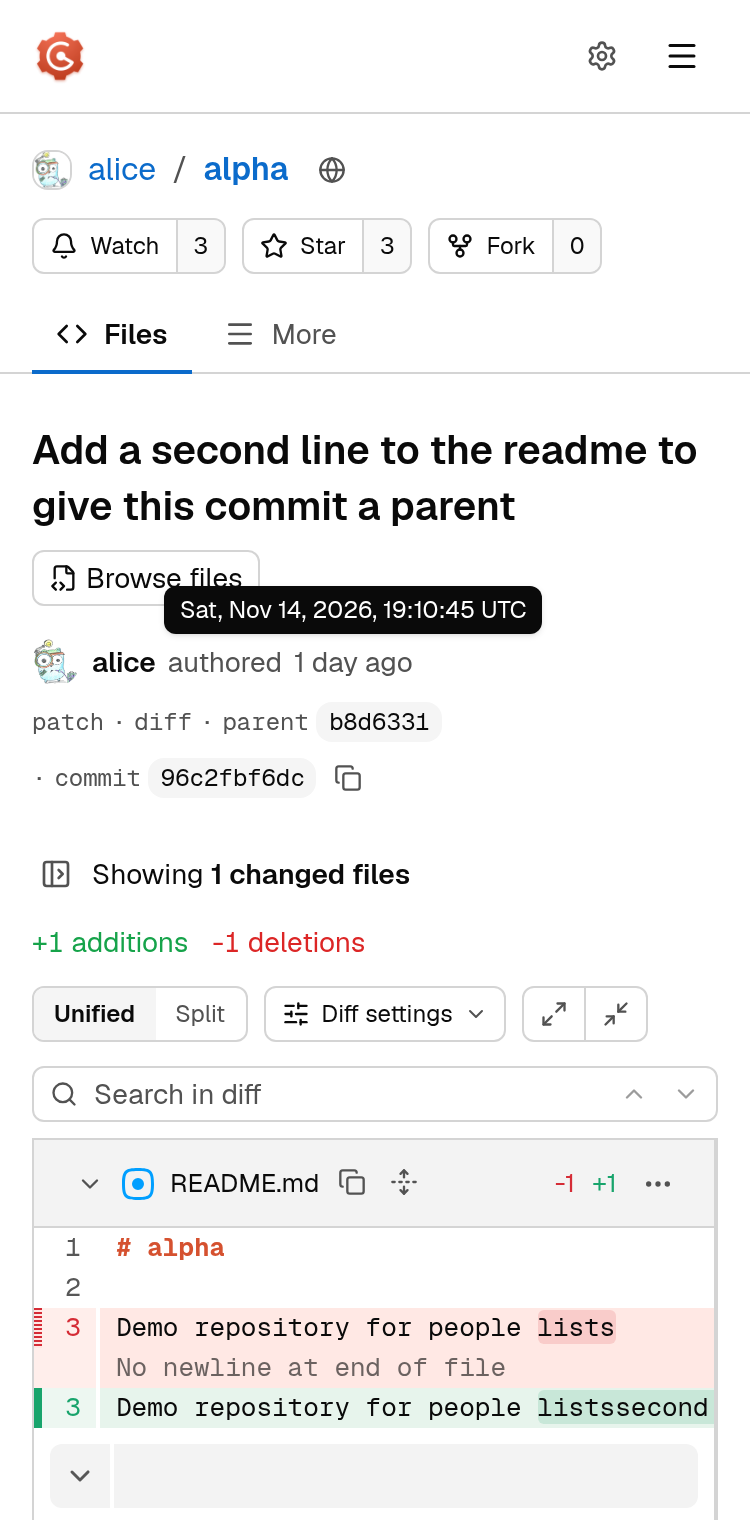 alice / alpha
Watch 3 Star 3 Fork 0
Files More
Add a second line to the readme to
give this commit a parent
Browse files
Sat, Nov 14, 2026, 19:10:45 UTC
alice authored 1 day ago
patch · diff · parent b8d6331
· commit 96c2fbf6dc
Showing 1 changed files
+1 additions -1 deletions
Unified Split Diff settings
Search in diff
README.md -1 +1
1 # alpha
2
3 Demo repository for people lists
No newline at end of file
3 Demo repository for people listssecond